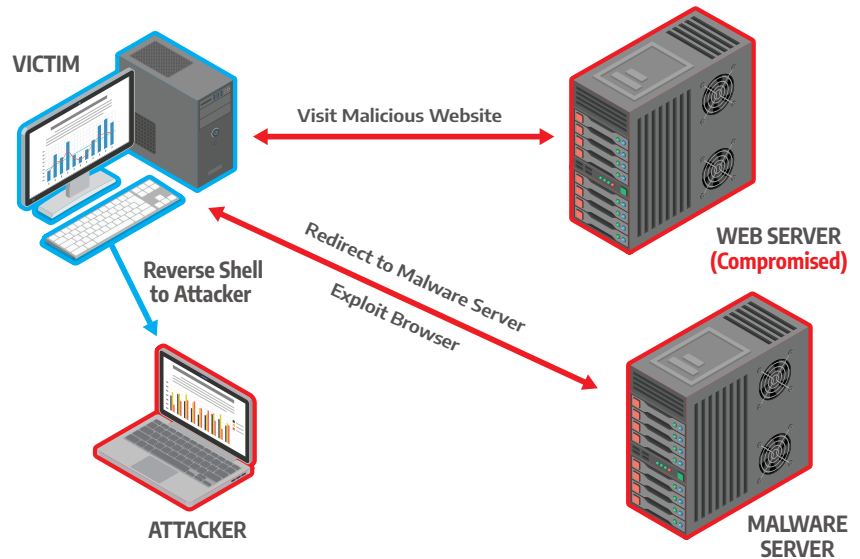 VICTIM
Visit Malicious Website
WEB SERVER
(Compromised)
Redirect to Malware Server
Exploit Browser
Reverse Shell
to Attacker
ATTACKER
MALWARE
SERVER